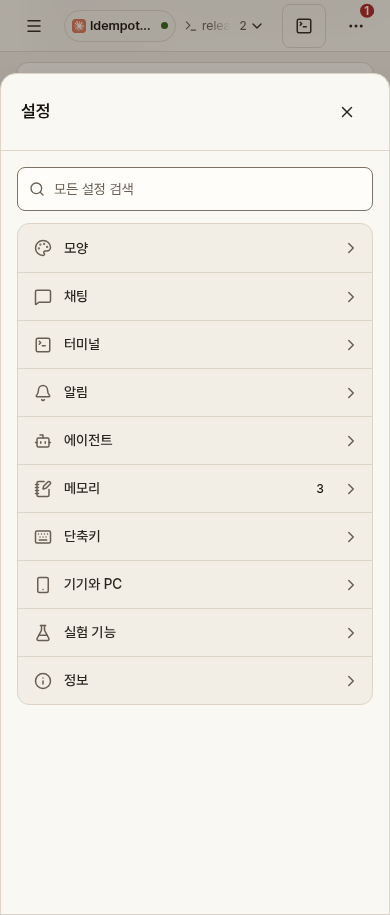 Idempot...
relea
2
1
설정
모든 설정 검색
모양
채팅
터미널
알림
에이전트
메모리 3
단축키
기기와 PC
실험 기능
정보